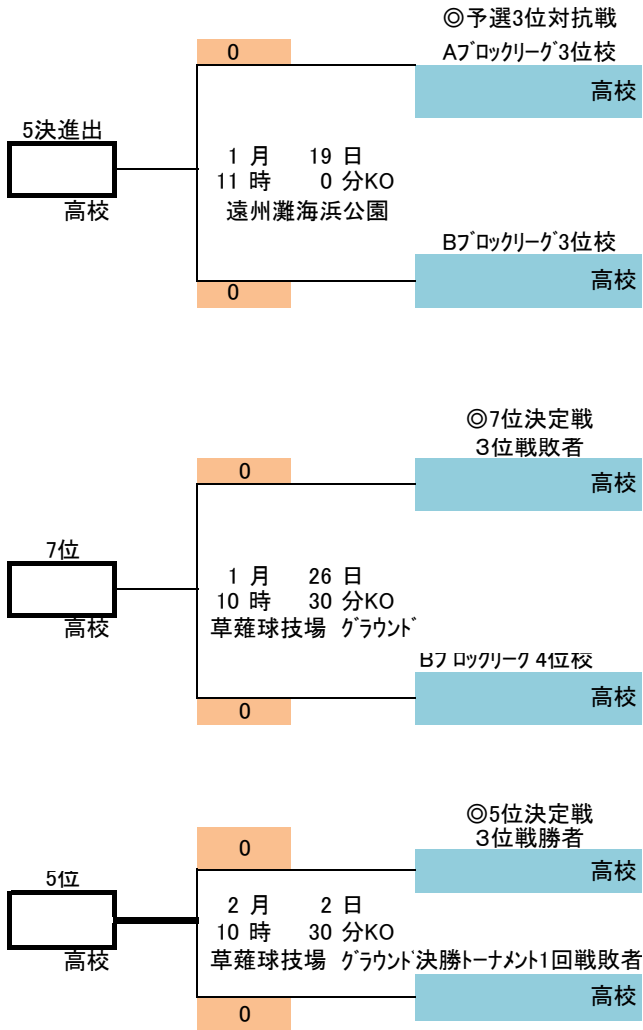 ◎予選3位対抗戦
0
Aブロックリーグ3位校
高校
5決進出
高校
1 月 19 日
11 時 0 分KO
遠州灘海浜公園
Bブロックリーグ3位校
高校
0
◎7位決定戦
3位戦敗者
0
高校
7位
高校
1 月 26 日
10 時 30 分KO
草薙球技場 グラウンド
Bブロックリーグ4位校
高校
0
◎5位決定戦
3位戦勝者
0
高校
5位
高校
2 月 2 日
10 時 30 分KO
草薙球技場 グラウンド
決勝トーナメント1回戦敗者
高校
0